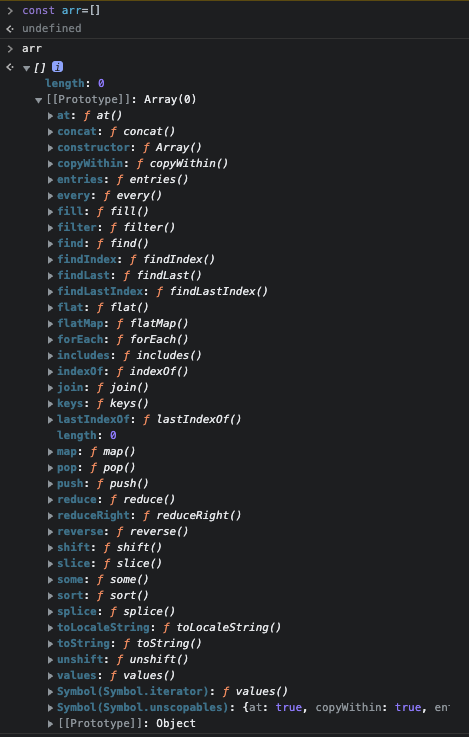 const arr=[]
undefined
arr
[] i
length: 0
[[Prototype]]: Array(0)
at: ƒ at()
concat: ƒ concat()
constructor: ƒ Array()
copyWithin: ƒ copyWithin()
entries: ƒ entries()
every: ƒ every()
fill: ƒ fill()
filter: ƒ filter()
find: ƒ find()
findIndex: ƒ findIndex()
findLast: ƒ findLast()
findLastIndex: ƒ findLastIndex()
flat: ƒ flat()
flatMap: ƒ flatMap()
forEach: ƒ forEach()
includes: ƒ includes()
indexOf: ƒ indexOf()
join: ƒ join()
keys: ƒ keys()
lastIndexOf: ƒ lastIndexOf()
length: 0
map: ƒ map()
pop: ƒ pop()
push: ƒ push()
reduce: ƒ reduce()
reduceRight: ƒ reduceRight()
reverse: ƒ reverse()
shift: ƒ shift()
slice: ƒ slice()
some: ƒ some()
sort: ƒ sort()
splice: ƒ splice()
toLocaleString: ƒ toLocaleString()
toString: ƒ toString()
unshift: ƒ unshift()
values: ƒ values()
Symbol(Symbol.iterator): ƒ values()
Symbol(Symbol.unscopables): {at: true, copyWithin: true, en
[[Prototype]]: Object